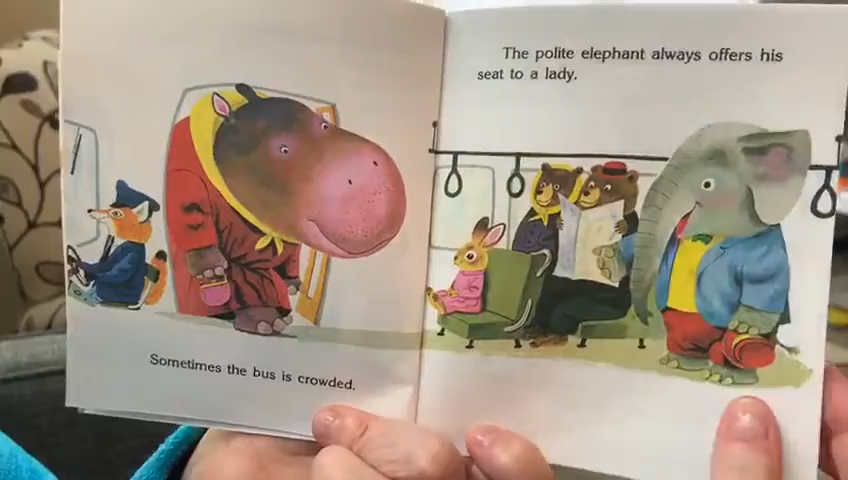 Sometimes the bus is crowded.
The polite elephant always offers his
seat to a lady.